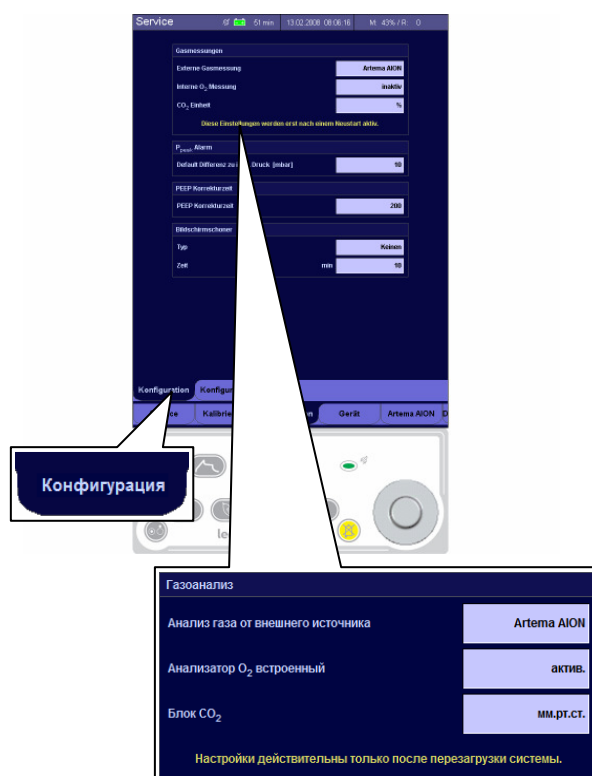 Service 51 min 13.02.2008 08:06:16 M: 43% / R: 0
Gasmessungen
Externe Gasmessung Artema AION
Interne O2 Messung inaktiv
CO2 Einheit %
Diese Einstellungen werden erst nach einem Neustart aktiv.
Ppeak Alarm
Default Differenz zu Druck [mbar] 10
PEEP Korrekturzeit
PEEP Korrekturzeit 200
Bildschirmschoner
Typ Keinen
Zeit min 10
Konfiguration
Gerät Artema AION
Конфигурация
Газоанализ
Анализ газа от внешнего источника Artema AION
Анализатор O2 встроенный актив.
Блок CO2 мм.рт.ст.
Настройки действительны только после перезагрузки системы.